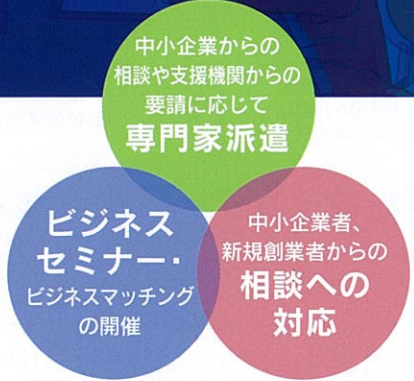 中小企業からの
相談や支援機関からの
要請に応じて
専門家派遣
ビジネス
セミナー・
ビジネスマッチング
の開催
中小企業者、
新規創業者からの
相談への
対応